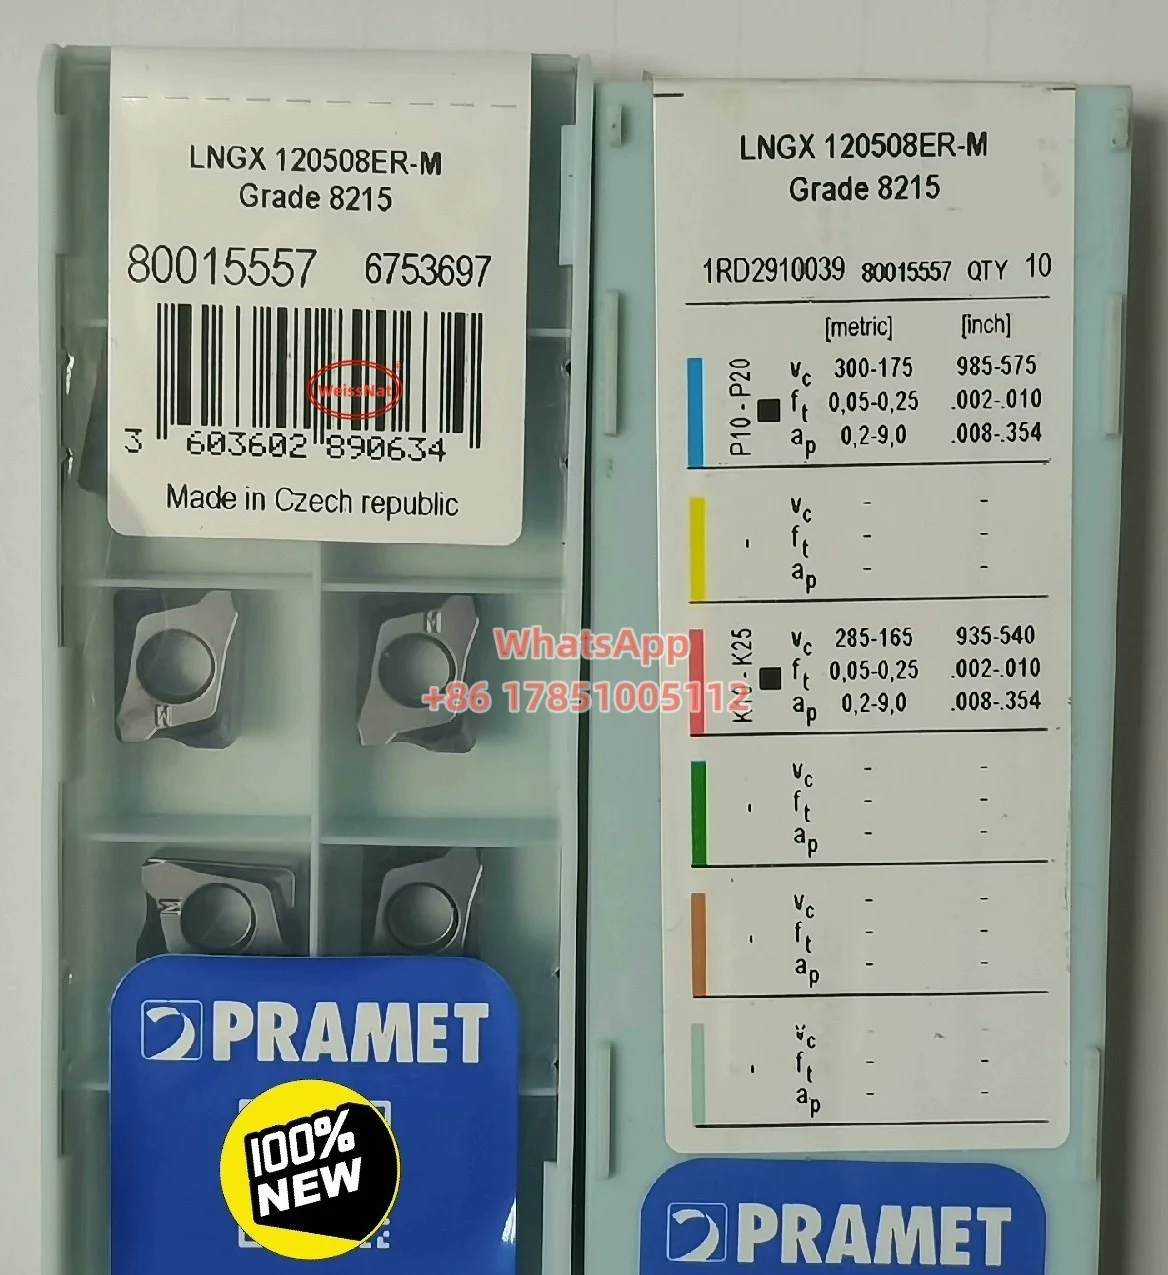 LNGX 120508ER-M
Grade 8215
80015557 6753697
WeissNat
3 603602 890634
Made in Czech republic
M
M
M
PRAMET
100%
NEW
WhatsApp
+86 17851005112
LNGX 120508ER-M
Grade 8215
1RD2910039 80015557 QTY 10
[metric] [inch]
P10 - P20
vc 300-175 985-575
ft 0,05-0,25 .002-.010
ap 0,2-9,0 .008-.354
vc - -
- ft - -
ap - -
K25
vc 285-165 935-540
ft 0,05-0,25 .002-.010
ap 0,2-9,0 .008-.354
vc - -
- ft - -
ap - -
vc - -
- ft - -
ap - -
vc
- ft - -
ap - -
PRAMET